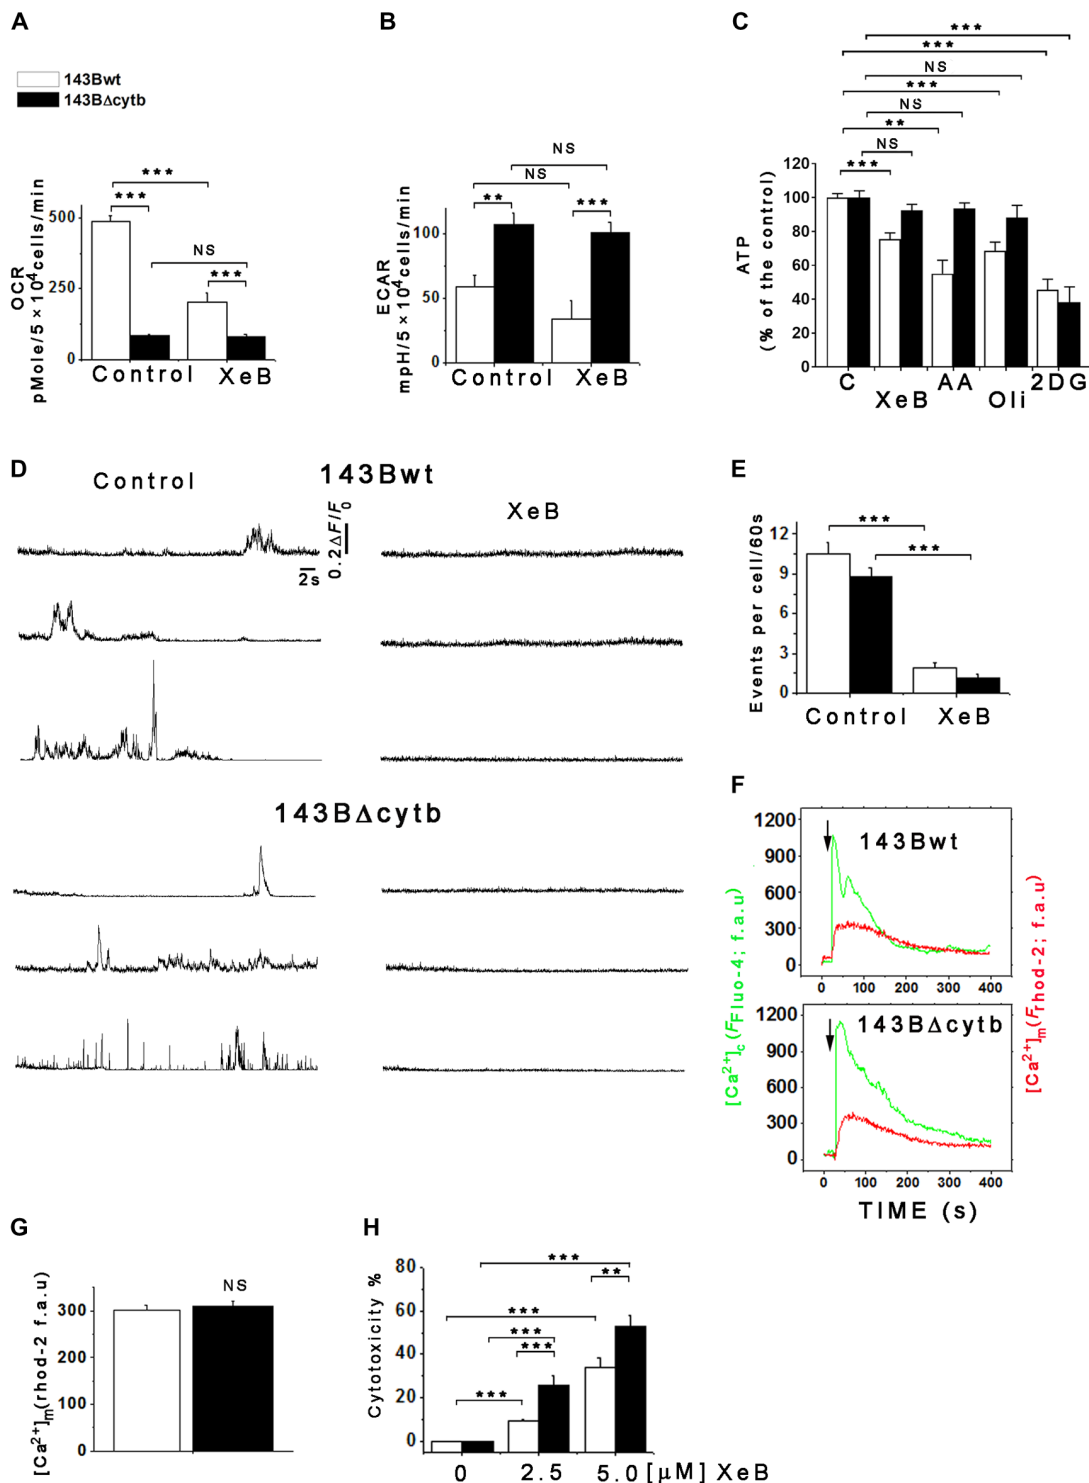 A
143Bwt
143BΔcytb
***
***
NS
***
500
250
0
OCR
pMole/5×10⁴cells/min
Control
XeB
B
NS
NS
**
***
100
50
0
ECAR
mpH/5×10⁴cells/min
Control
XeB
C
***
***
NS
***
NS
**
NS
***
120
100
80
60
40
20
0
ATP
(% of the control)
C
XeB
AA
Oli
2DG
D
Control
143Bwt
XeB
0.2ΔF/F₀
2s
143BΔcytb
E
***
***
12
9
6
3
0
Events per cell/60s
Control
XeB
F
1200
900
600
300
0
143Bwt
0
100
200
300
400
1200
900
600
300
0
143BΔcytb
0
100
200
300
400
TIME (s)
[Ca²⁺]c (FFluo-4; f.a.u)
[Ca²⁺]m(Frhod-2; f.a.u)
G
NS
300
200
100
0
[Ca²⁺]m(rhod-2 f.a.u)
H
***
**
***
***
***
***
80
60
40
20
0
Cytotoxicity %
0
2.5
5.0
[µM] XeB